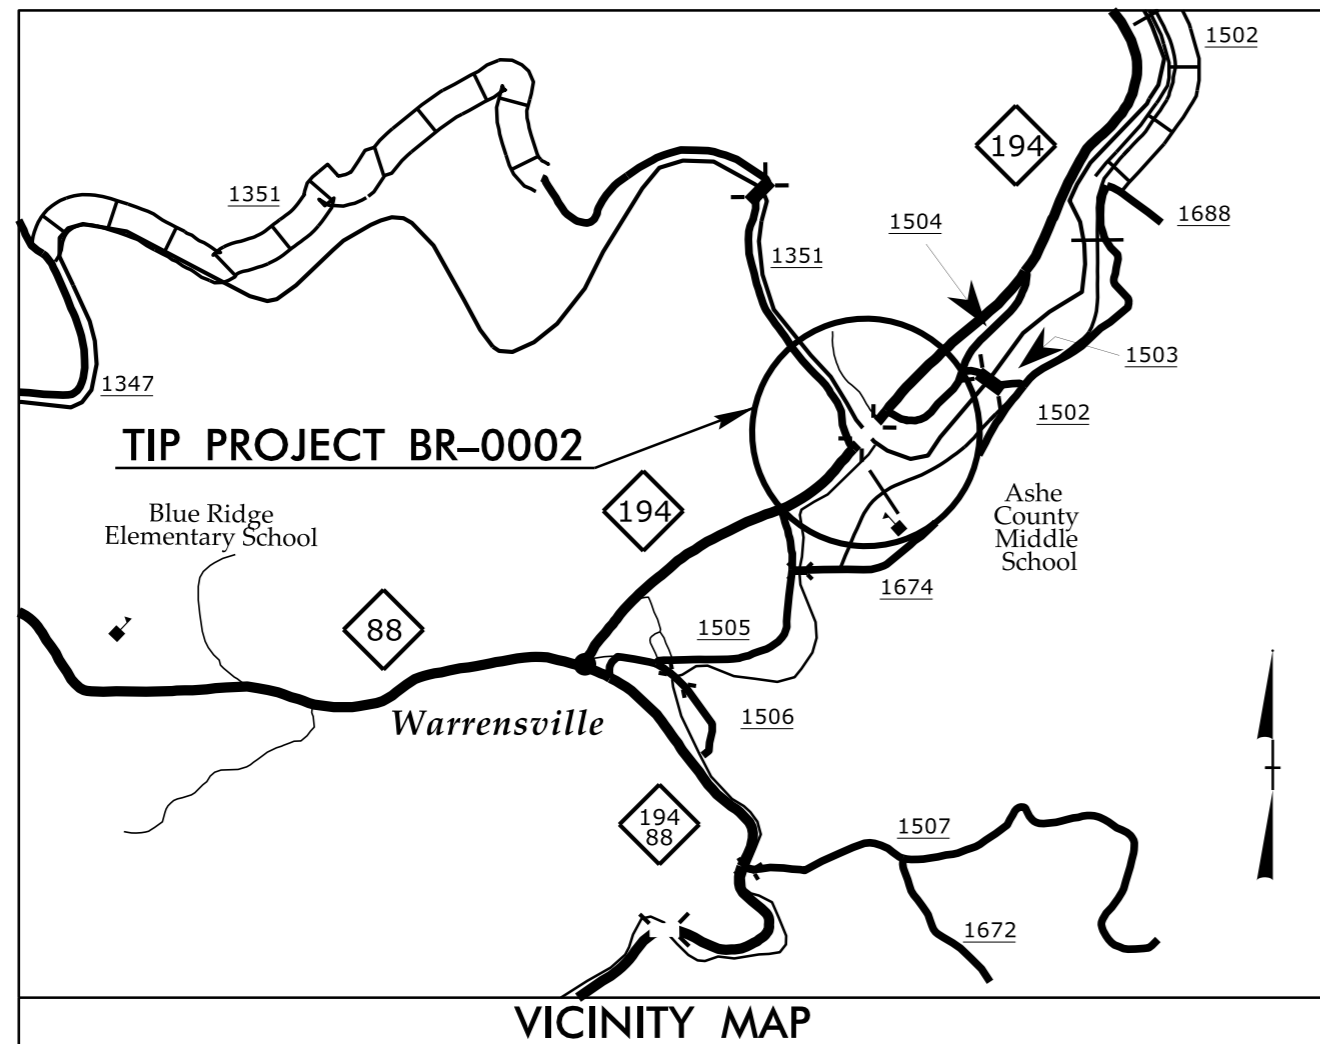 1502
194
1351
1504
1688
1351
1503
1347
1502
TIP PROJECT BR–0002
194
Blue Ridge
Elementary School
Ashe
County
Middle
School
1674
88
1505
Warrensville
1506
194
88
1507
1672
VICINITY MAP